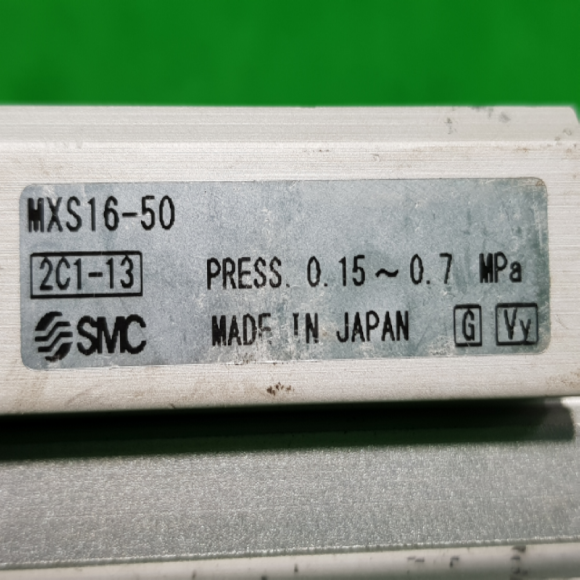 MXS16-50
2C1-13 PRESS. 0.15～0.7 MPa
SMC MADE IN JAPAN G Vy